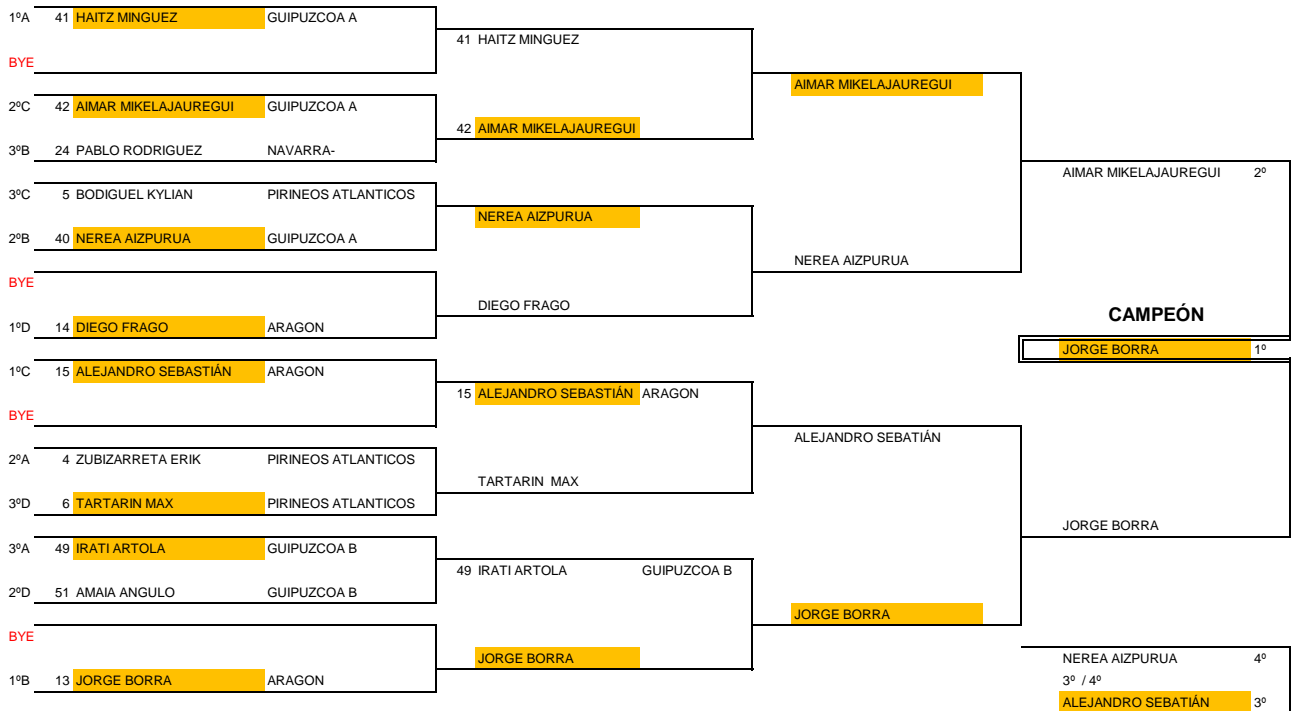 1ºA 41 HAITZ MINGUEZ GUIPUZCOA A
41 HAITZ MINGUEZ
BYE
AIMAR MIKELAJAUREGUI
2ºC 42 AIMAR MIKELAJAUREGUI GUIPUZCOA A
42 AIMAR MIKELAJAUREGUI
3ºB 24 PABLO RODRIGUEZ NAVARRA-
AIMAR MIKELAJAUREGUI 2º
3ºC 5 BODIGUEL KYLIAN PIRINEOS ATLANTICOS
NEREA AIZPURUA
2ºB 40 NEREA AIZPURUA GUIPUZCOA A
NEREA AIZPURUA
BYE
DIEGO FRAGO
CAMPEÓN
1ºD 14 DIEGO FRAGO ARAGON
JORGE BORRA 1º
1ºC 15 ALEJANDRO SEBASTIÁN ARAGON
15 ALEJANDRO SEBASTIÁN ARAGON
BYE
ALEJANDRO SEBATIÁN
2ºA 4 ZUBIZARRETA ERIK PIRINEOS ATLANTICOS
TARTARIN MAX
3ºD 6 TARTARIN MAX PIRINEOS ATLANTICOS
JORGE BORRA
3ºA 49 IRATI ARTOLA GUIPUZCOA B
49 IRATI ARTOLA GUIPUZCOA B
2ºD 51 AMAIA ANGULO GUIPUZCOA B
JORGE BORRA
BYE
JORGE BORRA
NEREA AIZPURUA 4º
1ºB 13 JORGE BORRA ARAGON
3º / 4º
ALEJANDRO SEBATIÁN 3º